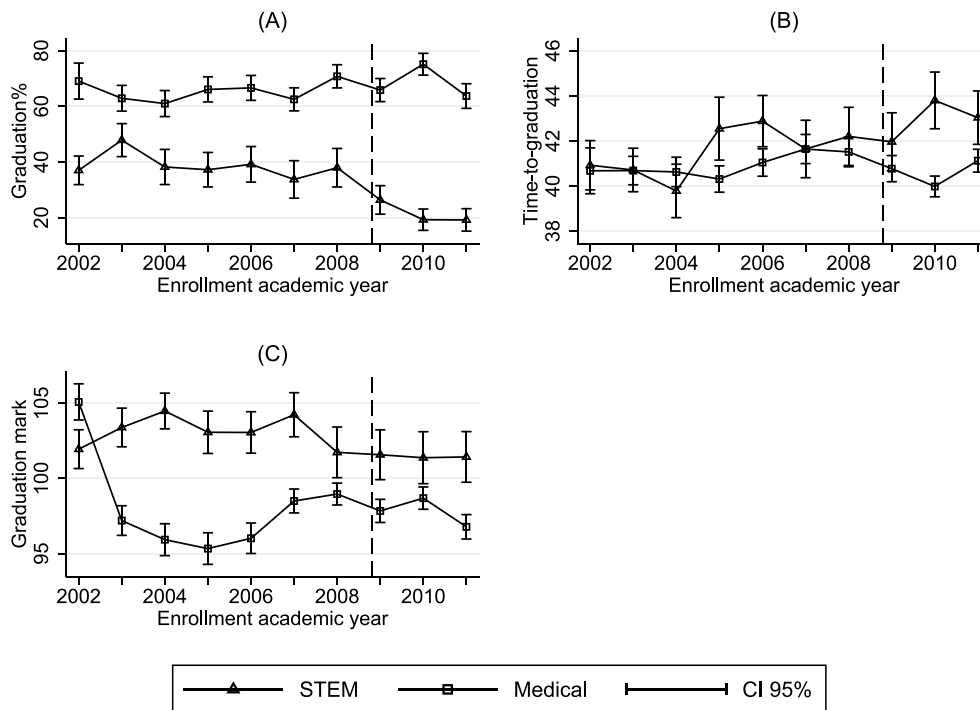 (A)
Graduation%
80
60
40
20
2002 2004 2006 2008 2010
Enrollment academic year
(B)
Time-to-graduation
46
44
42
40
38
2002 2004 2006 2008 2010
Enrollment academic year
(C)
Graduation mark
105
100
95
2002 2004 2006 2008 2010
Enrollment academic year
STEM Medical CI 95%